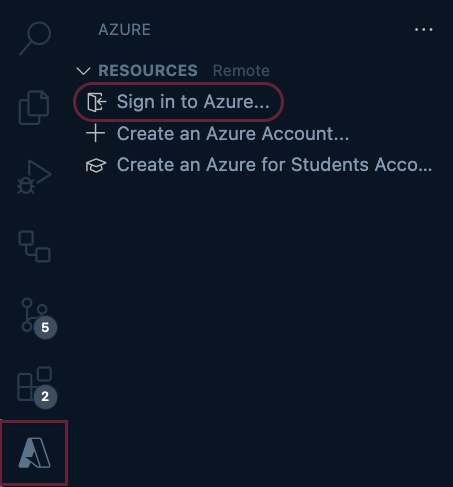 AZURE
RESOURCES Remote
Sign in to Azure...
Create an Azure Account...
Create an Azure for Students Acco...
5
2